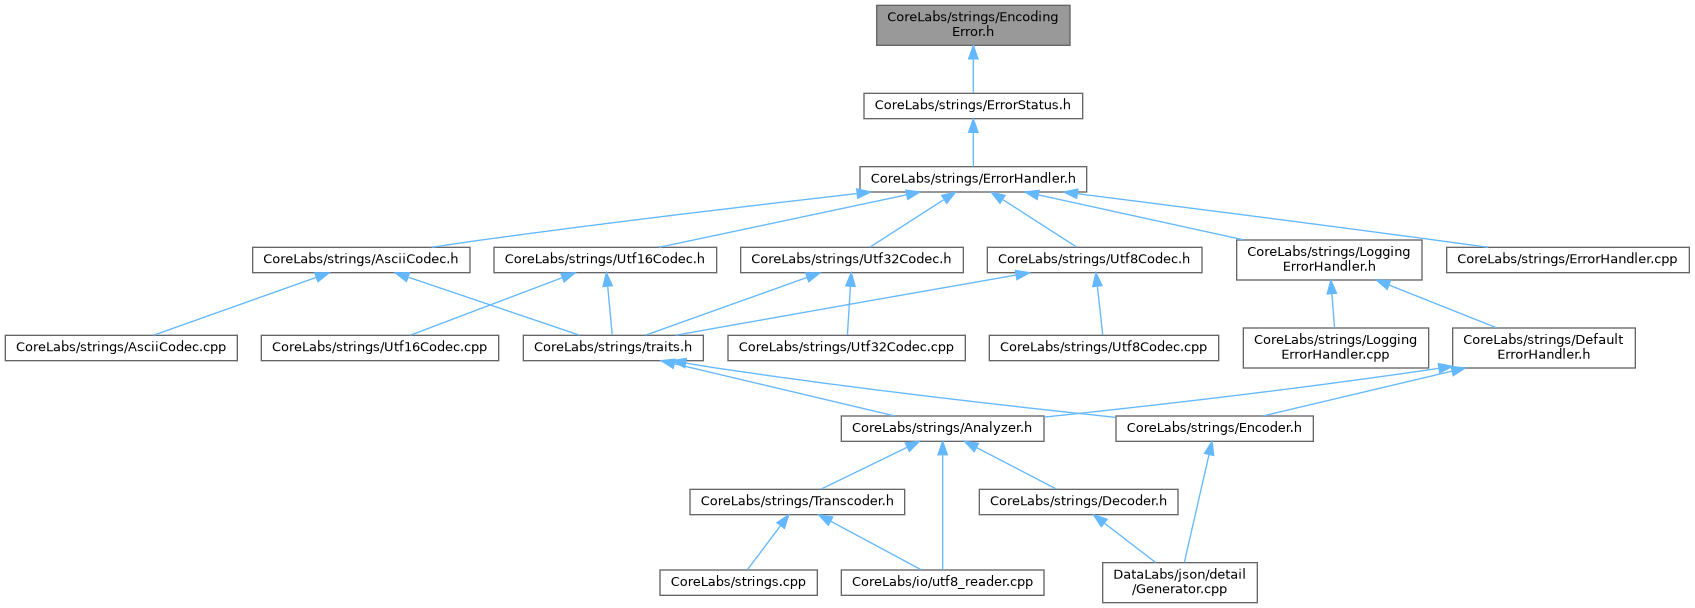 CoreLabs/strings/Encoding
Error.h
CoreLabs/strings/ErrorStatus.h
CoreLabs/strings/ErrorHandler.h
CoreLabs/strings/AsciiCodec.h
CoreLabs/strings/Utf16Codec.h
CoreLabs/strings/Utf32Codec.h
CoreLabs/strings/Utf8Codec.h
CoreLabs/strings/Logging
ErrorHandler.h
CoreLabs/strings/ErrorHandler.cpp
CoreLabs/strings/AsciiCodec.cpp
CoreLabs/strings/Utf16Codec.cpp
CoreLabs/strings/traits.h
CoreLabs/strings/Utf32Codec.cpp
CoreLabs/strings/Utf8Codec.cpp
CoreLabs/strings/Logging
ErrorHandler.cpp
CoreLabs/strings/Default
ErrorHandler.h
CoreLabs/strings/Analyzer.h
CoreLabs/strings/Encoder.h
CoreLabs/strings/Transcoder.h
CoreLabs/strings/Decoder.h
CoreLabs/strings.cpp
CoreLabs/io/utf8_reader.cpp
DataLabs/json/detail
/Generator.cpp